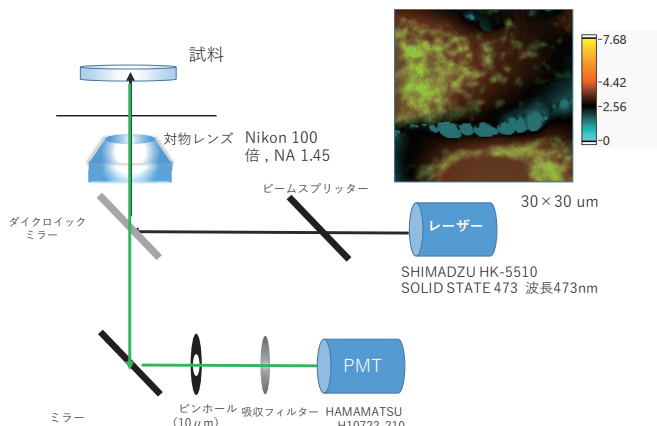 試料
対物レンズ Nikon 100
倍 , NA 1.45
ビームスプリッター
ダイクロイック
ミラー
レーザー
SHIMADZU HK-5510
SOLID STATE 473 波長473nm
7.68
4.42
2.56
0
30×30 um
PMT
ミラー
ピンホール
(10μm)
吸収フィルター
HAMAMATSU
H10722-210